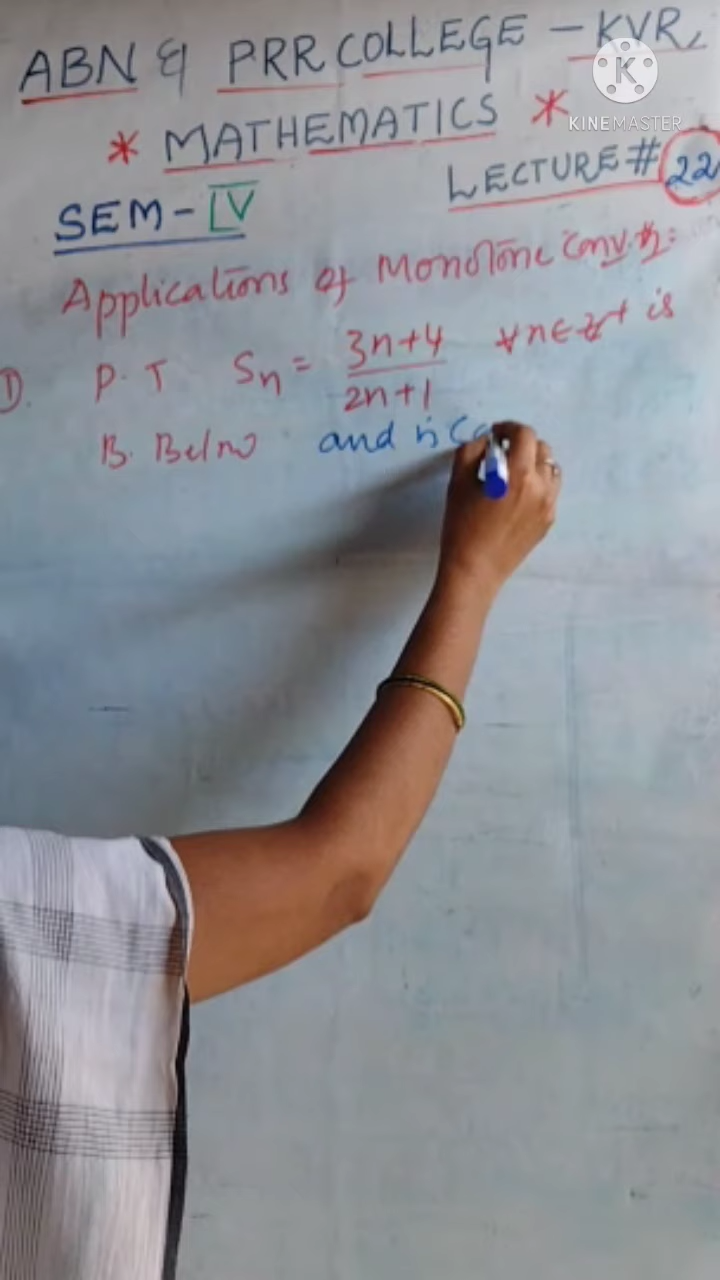 ABN & PRR COLLEGE - KVR
KINEMASTER
* MATHEMATICS *
LECTURE # 22
SEM - IV
Applications of Monotone Conv. th:
1). P.T Sn = 3n+4 / 2n+1 ∀ n ∈ Z+ is
B. Below and is Co